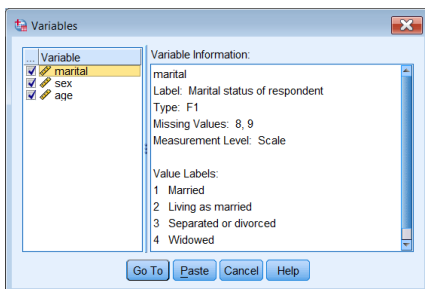 Variables
... Variable
marital
sex
age
Variable Information:
marital
Label: Marital status of respondent
Type: F1
Missing Values: 8, 9
Measurement Level: Scale
Value Labels:
1 Married
2 Living as married
3 Separated or divorced
4 Widowed
Go To Paste Cancel Help